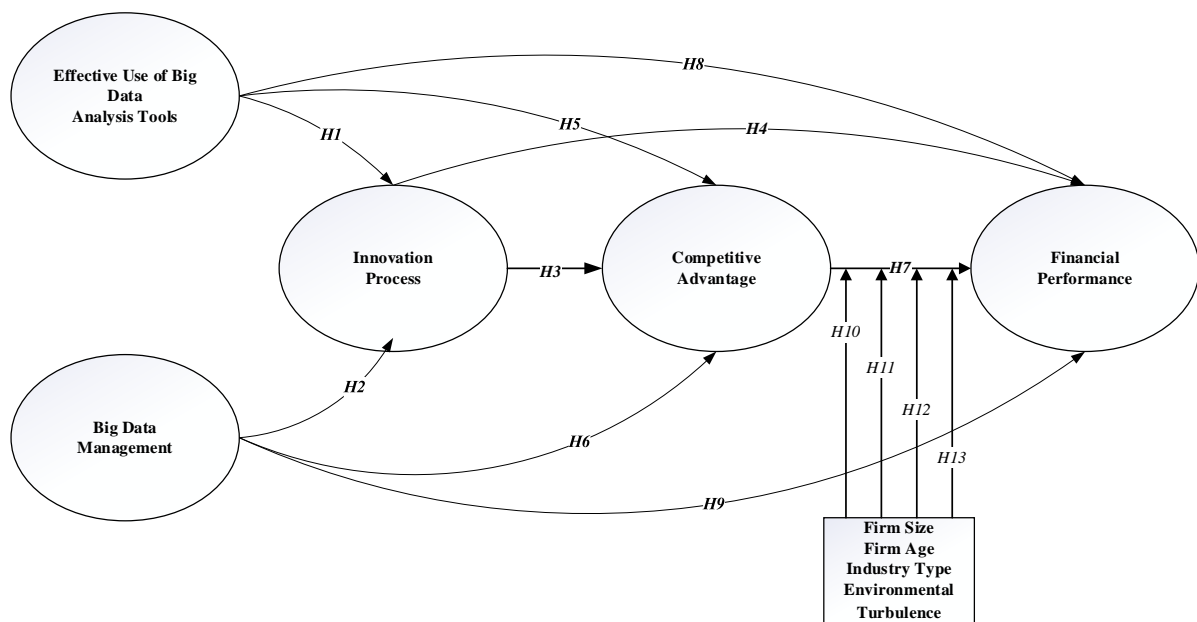 Effective Use of Big
Data
Analysis Tools
H8
H5
H4
H1
Innovation
Process
H3
Competitive
Advantage
H7
Financial
Performance
H10
H11
H2
H12
Big Data
Management
H6
H13
H9
Firm Size
Firm Age
Industry Type
Environmental
Turbulence